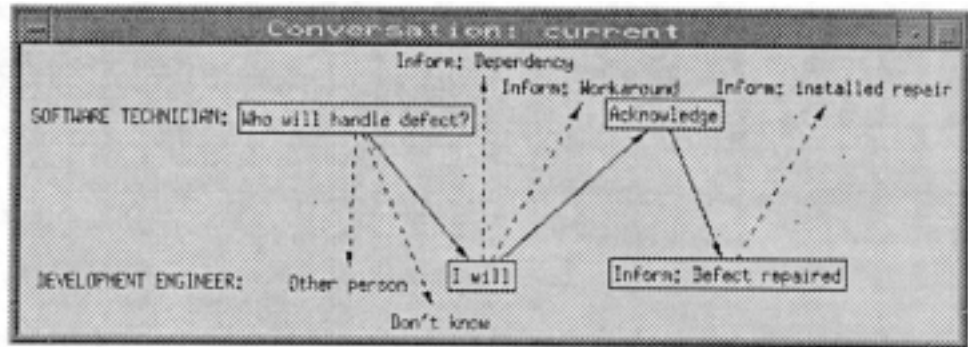 Conversation: current
Inform: Dependency
Inform: Workaround
Inform: installed repair
SOFTWARE TECHNICIAN:
Who will handle defect?
Acknowledge
DEVELOPMENT ENGINEER:
Other person
I will
Inform: Defect repaired
Don't know